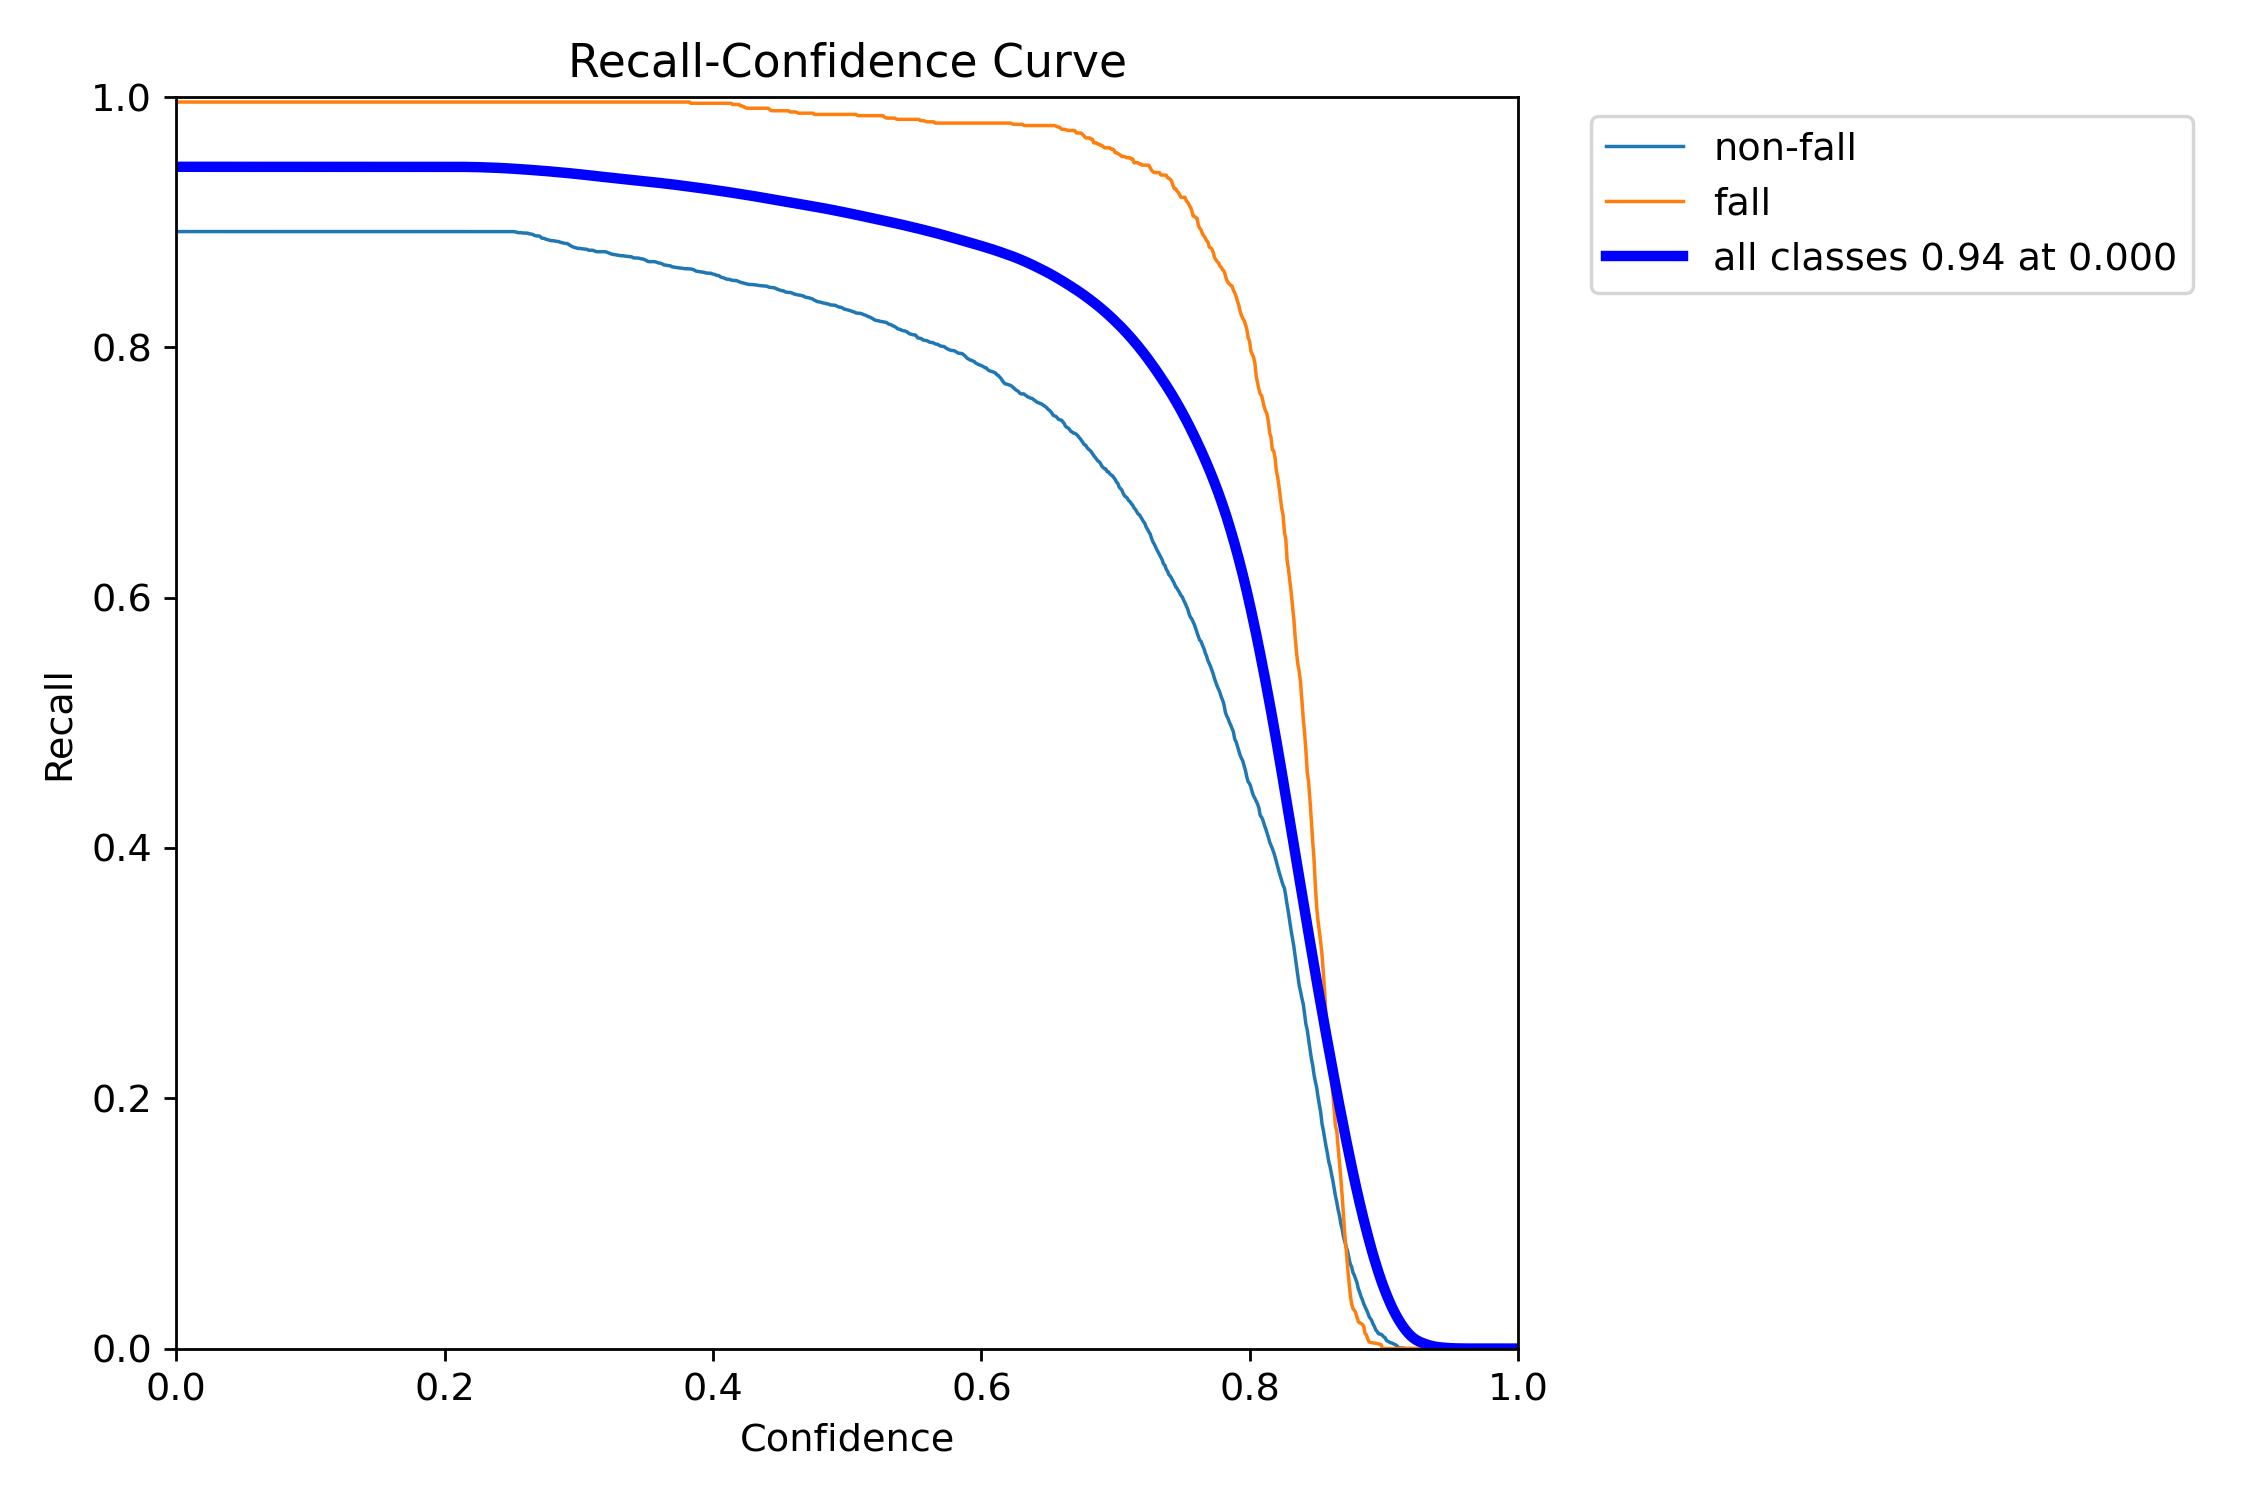 Recall-Confidence Curve
1.0
0.8
0.6
0.4
0.2
0.0
Recall
0.0 0.2 0.4 0.6 0.8 1.0
Confidence
non-fall
fall
all classes 0.94 at 0.000